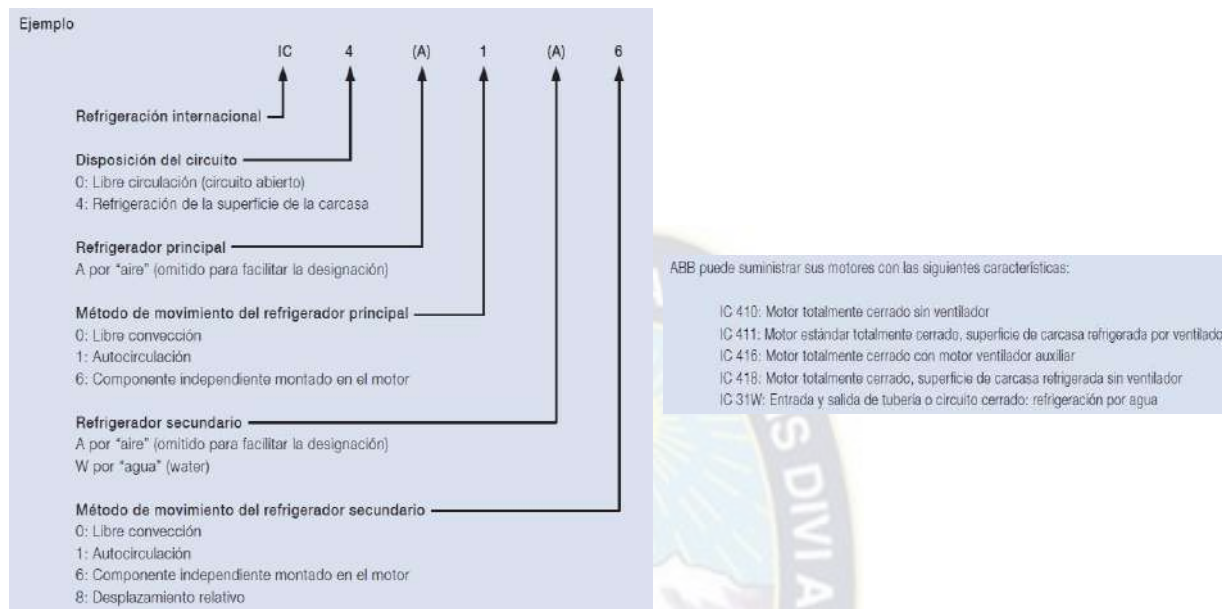 Ejemplo
IC 4 (A) 1 (A) 6
Refrigeración internacional
Disposición del circuito
0: Libre circulación (circuito abierto)
4: Refrigeración de la superficie de la carcasa
Refrigerador principal
A por "aire" (omitido para facilitar la designación)
Método de movimiento del refrigerador principal
0: Libre convección
1: Autocirculación
6: Componente independiente montado en el motor
Refrigerador secundario
A por "aire" (omitido para facilitar la designación)
W por "agua" (water)
Método de movimiento del refrigerador secundario
0: Libre convección
1: Autocirculación
6: Componente independiente montado en el motor
8: Desplazamiento relativo
ABB puede suministrar sus motores con las siguientes características:
IC 410: Motor totalmente cerrado sin ventilador
IC 411: Motor estándar totalmente cerrado, superficie de carcasa refrigerada por ventilado
IC 416: Motor totalmente cerrado con motor ventilador auxiliar
IC 418: Motor totalmente cerrado, superficie de carcasa refrigerada sin ventilador
IC 31W: Entrada y salida de tubería o circuito cerrado: refrigeración por agua
S DIVI A